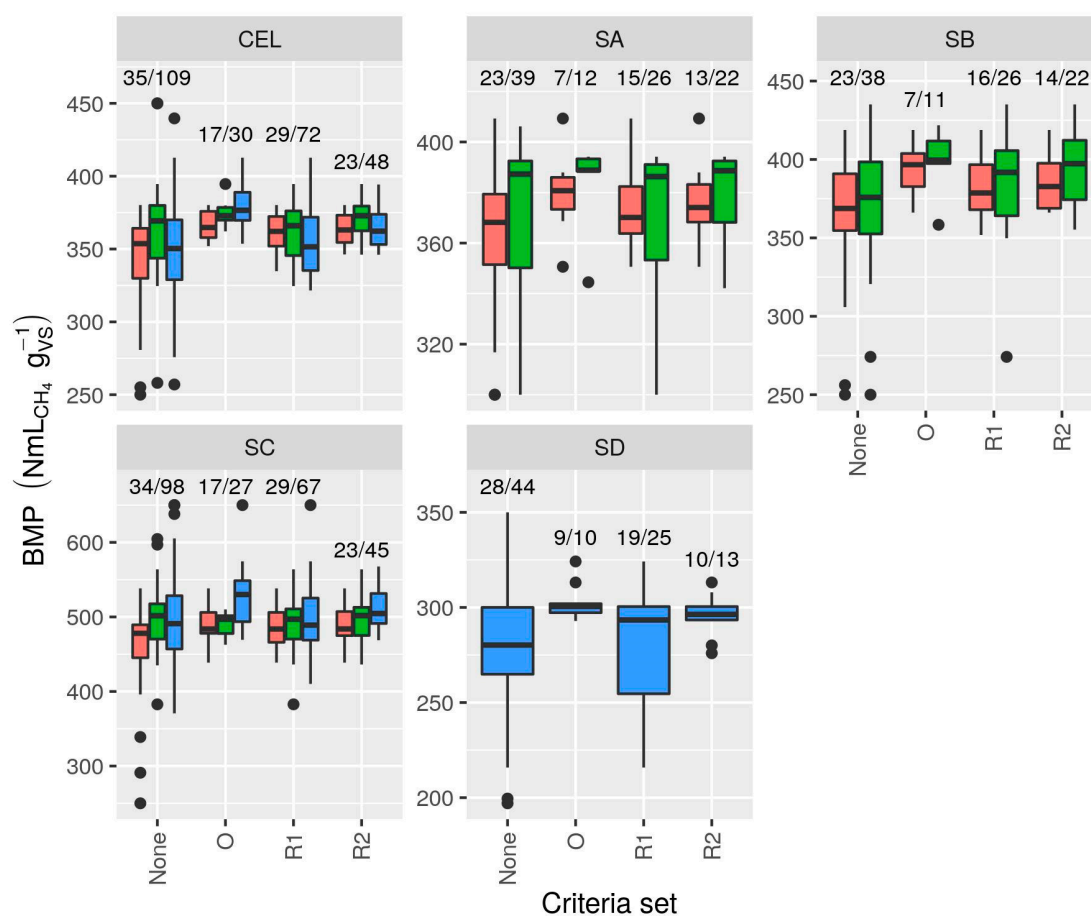 CEL
SA
SB
35/109
17/30
29/72
23/48
23/39
7/12
15/26
13/22
23/38
7/11
16/26
14/22
450
400
350
300
250
400
360
320
450
400
350
300
250
None
O
R1
R2
SC
SD
34/98
17/27
29/67
23/45
28/44
9/10
19/25
10/13
600
500
400
300
350
300
250
200
None
O
R1
R2
None
O
R1
R2
BMP (NmL_CH₄ g_VS⁻¹)
Criteria set